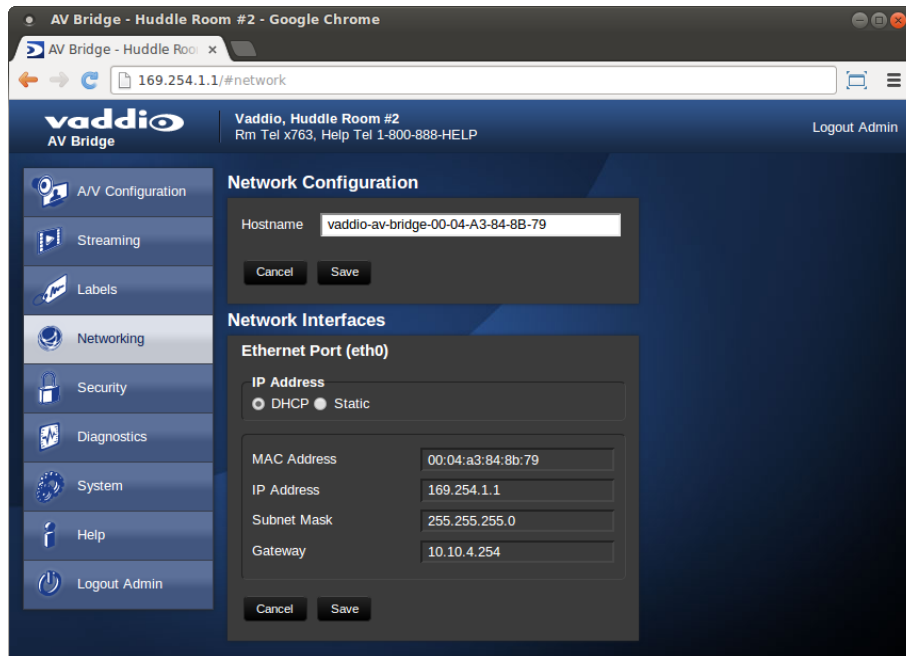 AV Bridge - Huddle Room #2 - Google Chrome
AV Bridge - Huddle Roo
169.254.1.1/#network
vaddio
AV Bridge
Vaddio, Huddle Room #2
Rm Tel x763, Help Tel 1-800-888-HELP
Logout Admin
A/V Configuration
Streaming
Labels
Networking
Security
Diagnostics
System
Help
Logout Admin
Network Configuration
Hostname vaddio-av-bridge-00-04-A3-84-8B-79
Cancel Save
Network Interfaces
Ethernet Port (eth0)
IP Address
DHCP Static
MAC Address 00:04:a3:84:8b:79
IP Address 169.254.1.1
Subnet Mask 255.255.255.0
Gateway 10.10.4.254
Cancel Save